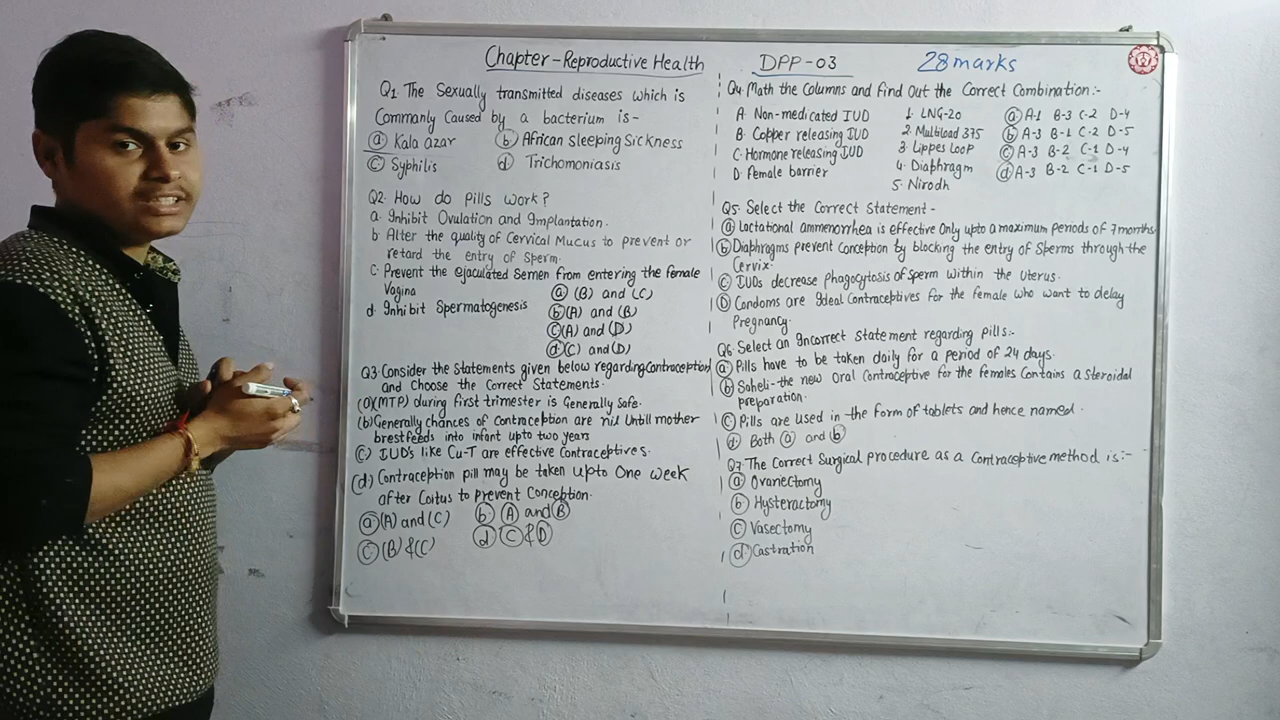 Chapter-Reproductive Health DPP-03 28marks
Q1 The Sexually transmitted diseases which is
Commanly Caused by a bacterium is-
(a) Kala azar (b) African sleeping Sickness
(c) Syphilis (d) Trichomoniasis
Q2. How do Pills Work?
a. Inhibit Ovulation and Implantation.
b. Alter the quality of Cervical Mucus to prevent or
retard the entry of Sperm.
C. Prevent the ejaculated Semen from entering the female
Vagina
(a) (B) and (C)
d. Inhibit Spermatogenesis
(b) (A) and (B)
(c) (A) and (D)
(d) (C) and (D)
Q3. Consider the Statements given below regarding Contraception
and Choose the Correct Statements.
(a) (MTP) during first trimester is Generally Safe.
(b) Generally chances of Contraception are nil Untill mother
brestfeeds into infant upto two years
(C) IUD's like Cu-T are effective Contraceptives.
(d.) Contraception pill may be taken Upto One week
after Coitus to prevent Conception.
(a) (A) and (C) (b) (A) and (B)
(c) (B) & (C) (d) (C) & (D)
Q4. Math the Columns and find Out the Correct Combination:-
A. Non-medicated IUD 1. LNG-20 (a) A-1 B-3 C-2 D-4
B. Copper releasing IUD 2. Multiload 375 (b) A-3 B-1 C-2 D-5
C. Hormone releasing IUD 3. Lippes Loop (c) A-3 B-2 C-1 D-4
D. Female barrier 4. Diaphragm (d) A-3 B-2 C-1 D-5
5. Nirodh
Q5. Select the Correct Statement -
(a) Lactational ammenorrhea is effective Only upto a maximum periods of 7 months
(b) Diaphragms prevent Conception by blocking the entry of Sperms through the
Cervix.
(c) IUDs decrease phagocytosis of sperm within the Uterus.
(D) Condoms are Ideal Contraceptives for the female who want to delay
Pregnancy.
Q6. Select an Incorrect Statement regarding pills:-
(a) Pills have to be taken daily for a period of 24 days.
(b) Saheli-the new Oral Contraceptive for the females Contains a steroidal
preparation.
(c) Pills are used in the form of tablets and hence named.
(d) Both (a) and (b)
Q7. The Correct Surgical procedure as a Contraceptive method is:-
(a) Ovariectomy
(b) Hysteractomy
(c) Vasectomy
(d) Castration